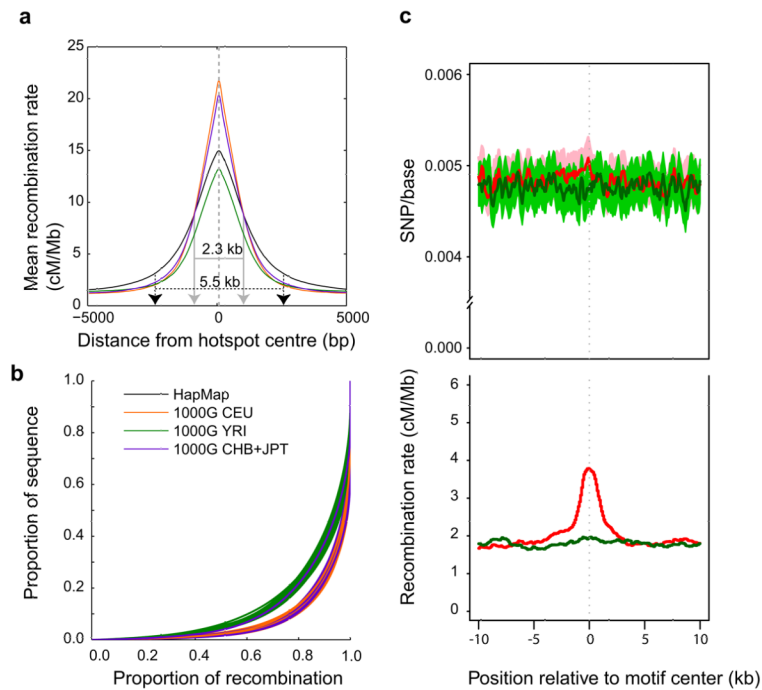 a
Mean recombination rate
(cM/Mb)
25
20
15
10
5
0
2.3 kb
5.5 kb
−5000
0
5000
Distance from hotspot centre (bp)
b
Proportion of sequence
1.0
0.8
0.6
0.4
0.2
0.0
HapMap
1000G CEU
1000G YRI
1000G CHB+JPT
0.0 0.2 0.4 0.6 0.8 1.0
Proportion of recombination
c
SNP/base
0.006
0.005
0.004
0.000
Recombination rate (cM/Mb)
6
5
4
3
2
1
0
-10 -5 0 5 10
Position relative to motif center (kb)